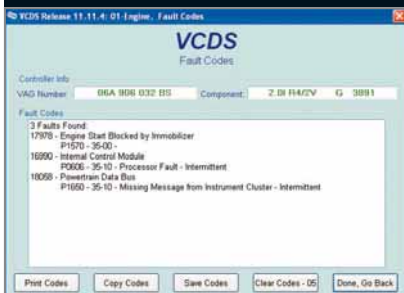 VCDS Release 11.11.4: 01-Engine, Fault Codes
VCDS
Fault Codes
Controller Info
VAG Number: 06A 906 032 BS Component: 2.0l R4/2V G 3891
Fault Codes
3 Faults Found:
17978 - Engine Start Blocked by Immobilizer
P1570 - 35-00 -
16990 - Internal Control Module
P0606 - 35-10 - Processor Fault - Intermittent
18058 - Powertrain Data Bus
P1650 - 35-10 - Missing Message from Instrument Cluster - Intermittent
Print Codes Copy Codes Save Codes Clear Codes - 05 Done, Go Back